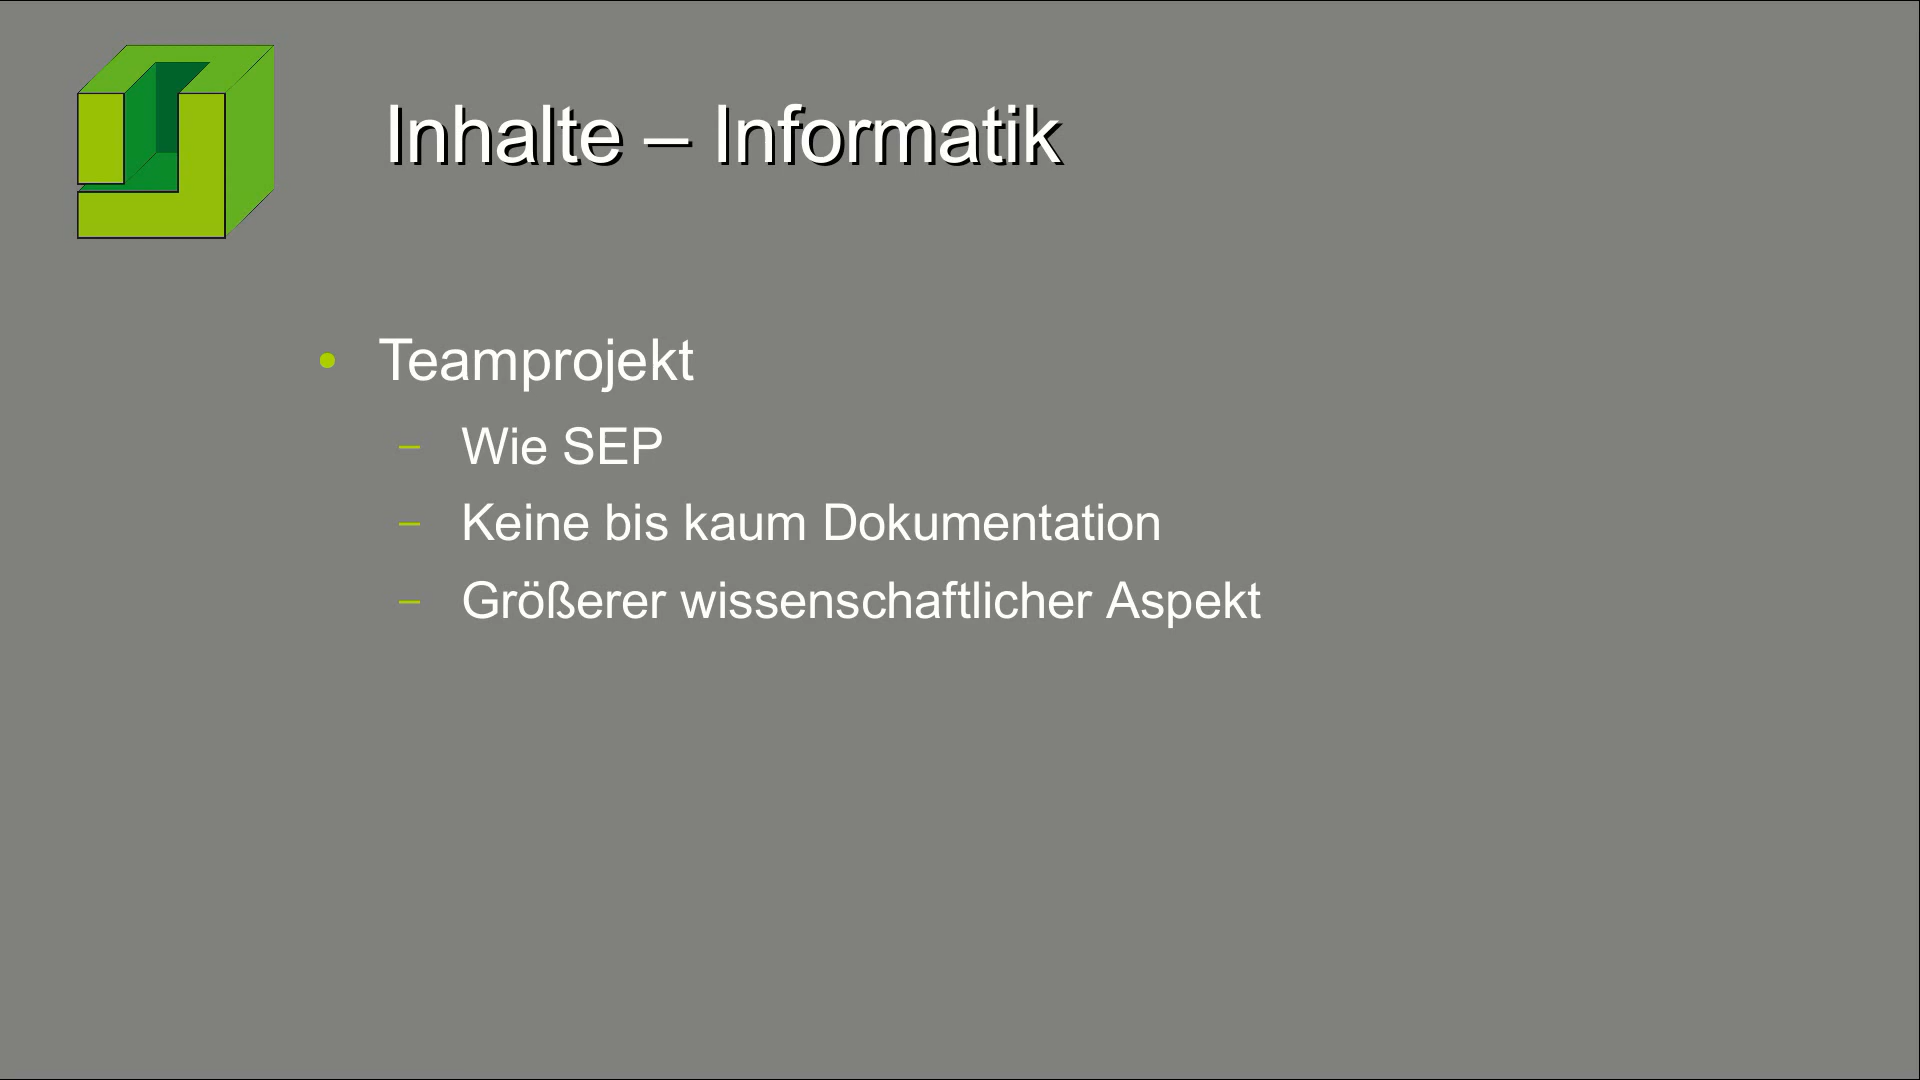 Inhalte – Informatik
• Teamprojekt
– Wie SEP
– Keine bis kaum Dokumentation
– Größerer wissenschaftlicher Aspekt